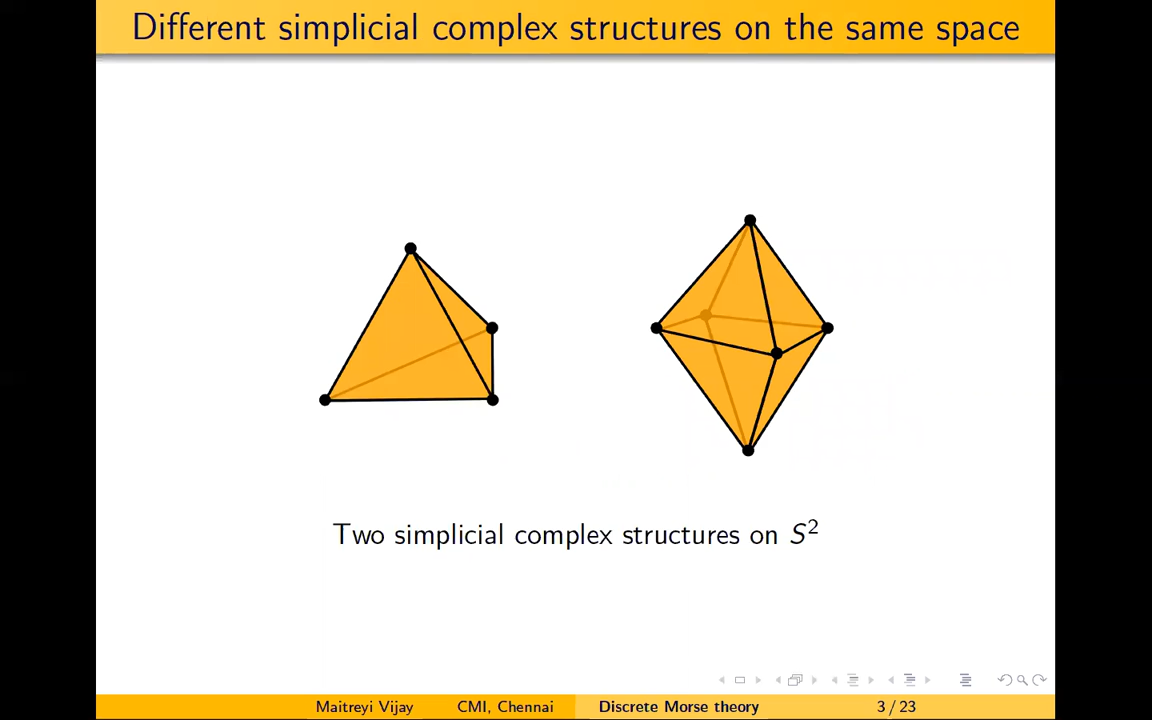 Different simplicial complex structures on the same space
Two simplicial complex structures on S²
Maitreyi Vijay CMI, Chennai Discrete Morse theory 3 / 23